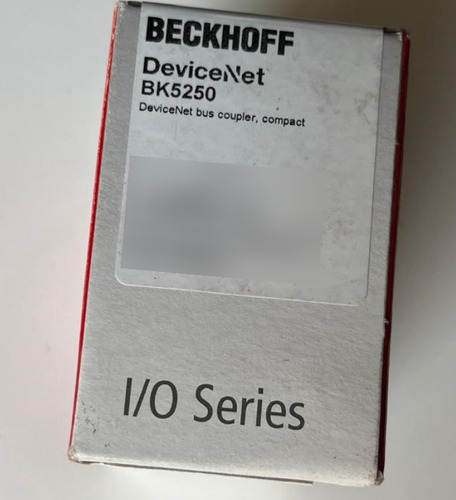 BECKHOFF
DeviceNet
BK5250
DeviceNet bus coupler, compact
I/O Series